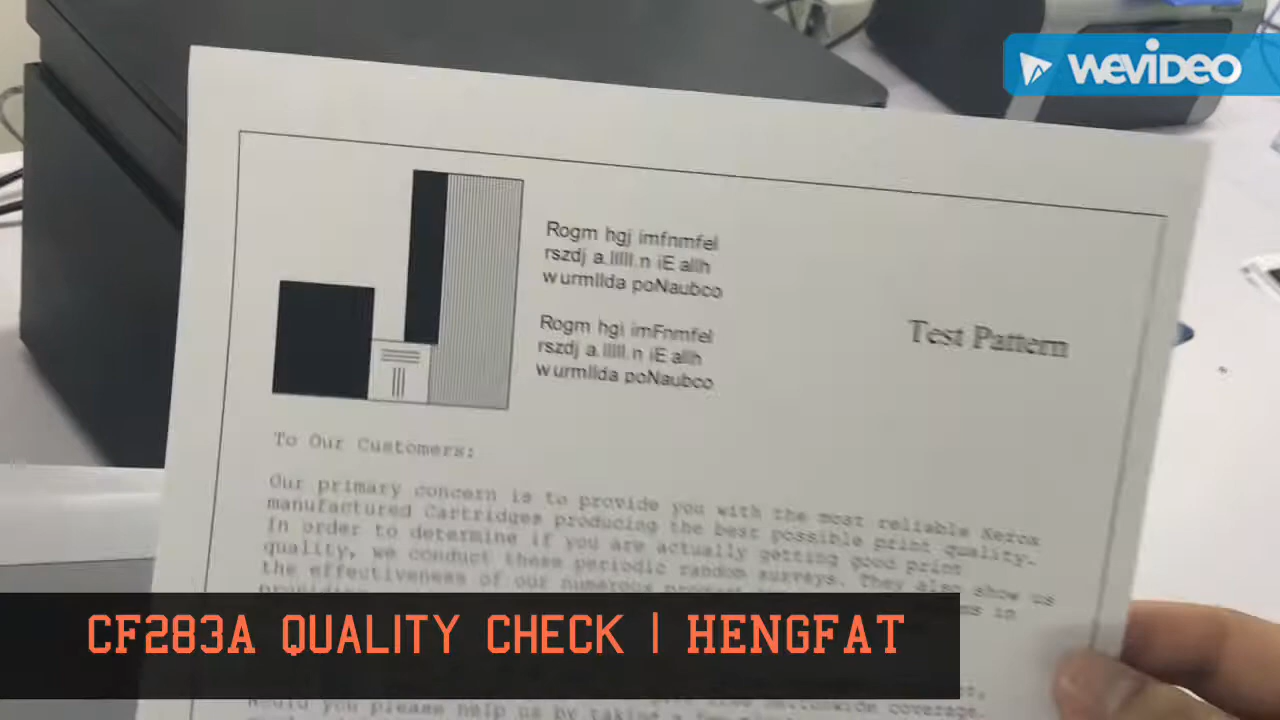 WEVIDEO
Rogm hgj imfnmfel
rszdj a.lllll.n iE allh
wurmllda poNaubco
Rogm hgi imFnmfel
rszdj a.lllll.n iE allh
wurmllda poNaubco
Test Pattern
To Our Customers:
Our primary concern is to provide you with the most reliable Xerox
manufactured Cartridges producing the best possible print quality.
In order to determine if you are actually getting good print
quality, we conduct these periodic random surveys. They also show us
the effectiveness of our numerous
in
CF283A QUALITY CHECK | HENGFAT
nationwide coverage.
Would you please help us by taking a